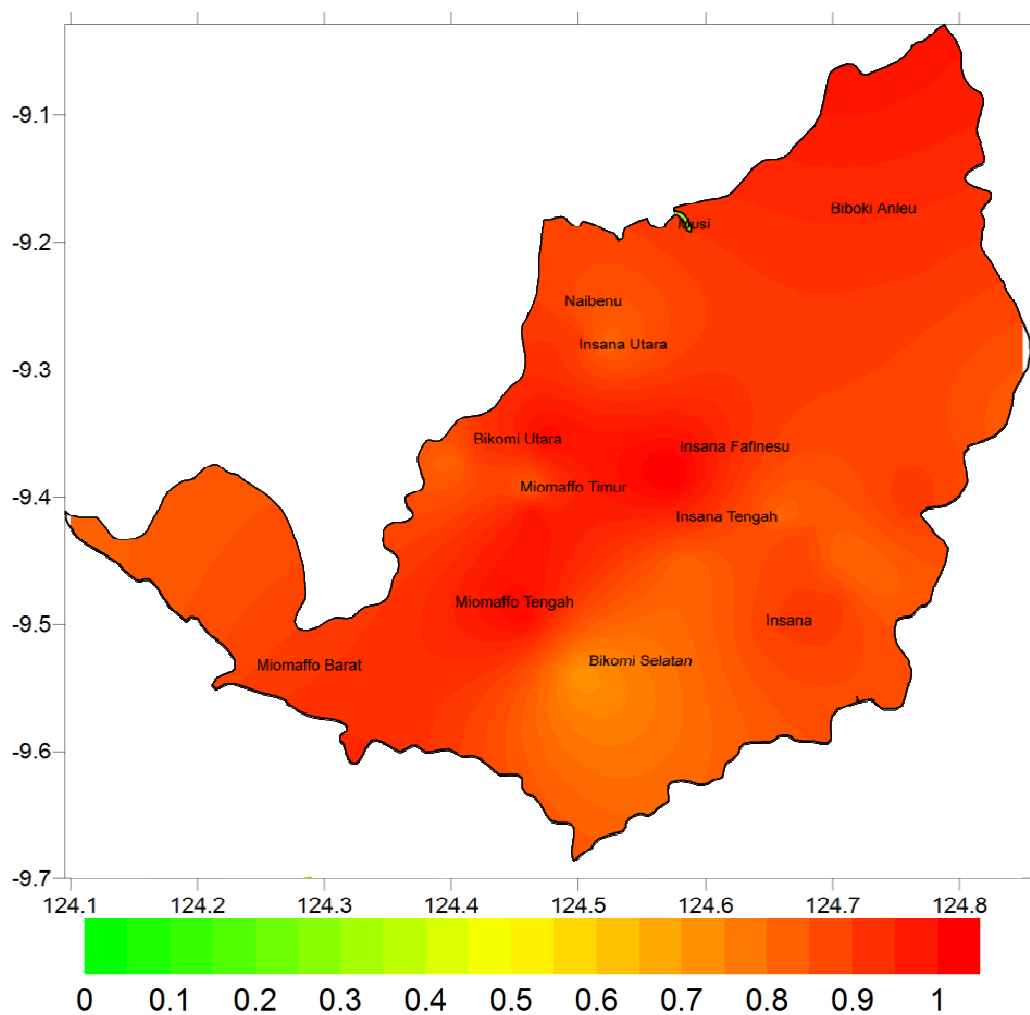 -9.1
Biboki Anleu
-9.2
Naibenu
Insana Utara
-9.3
Bikomi Utara
Insana Fafinesu
Miomaffo Timur
-9.4
Insana Tengah
Miomaffo Tengah
-9.5
Insana
Bikomi Selatan
Miomaffo Barat
-9.6
-9.7
124.1 124.2 124.3 124.4 124.5 124.6 124.7 124.8
0 0.1 0.2 0.3 0.4 0.5 0.6 0.7 0.8 0.9 1